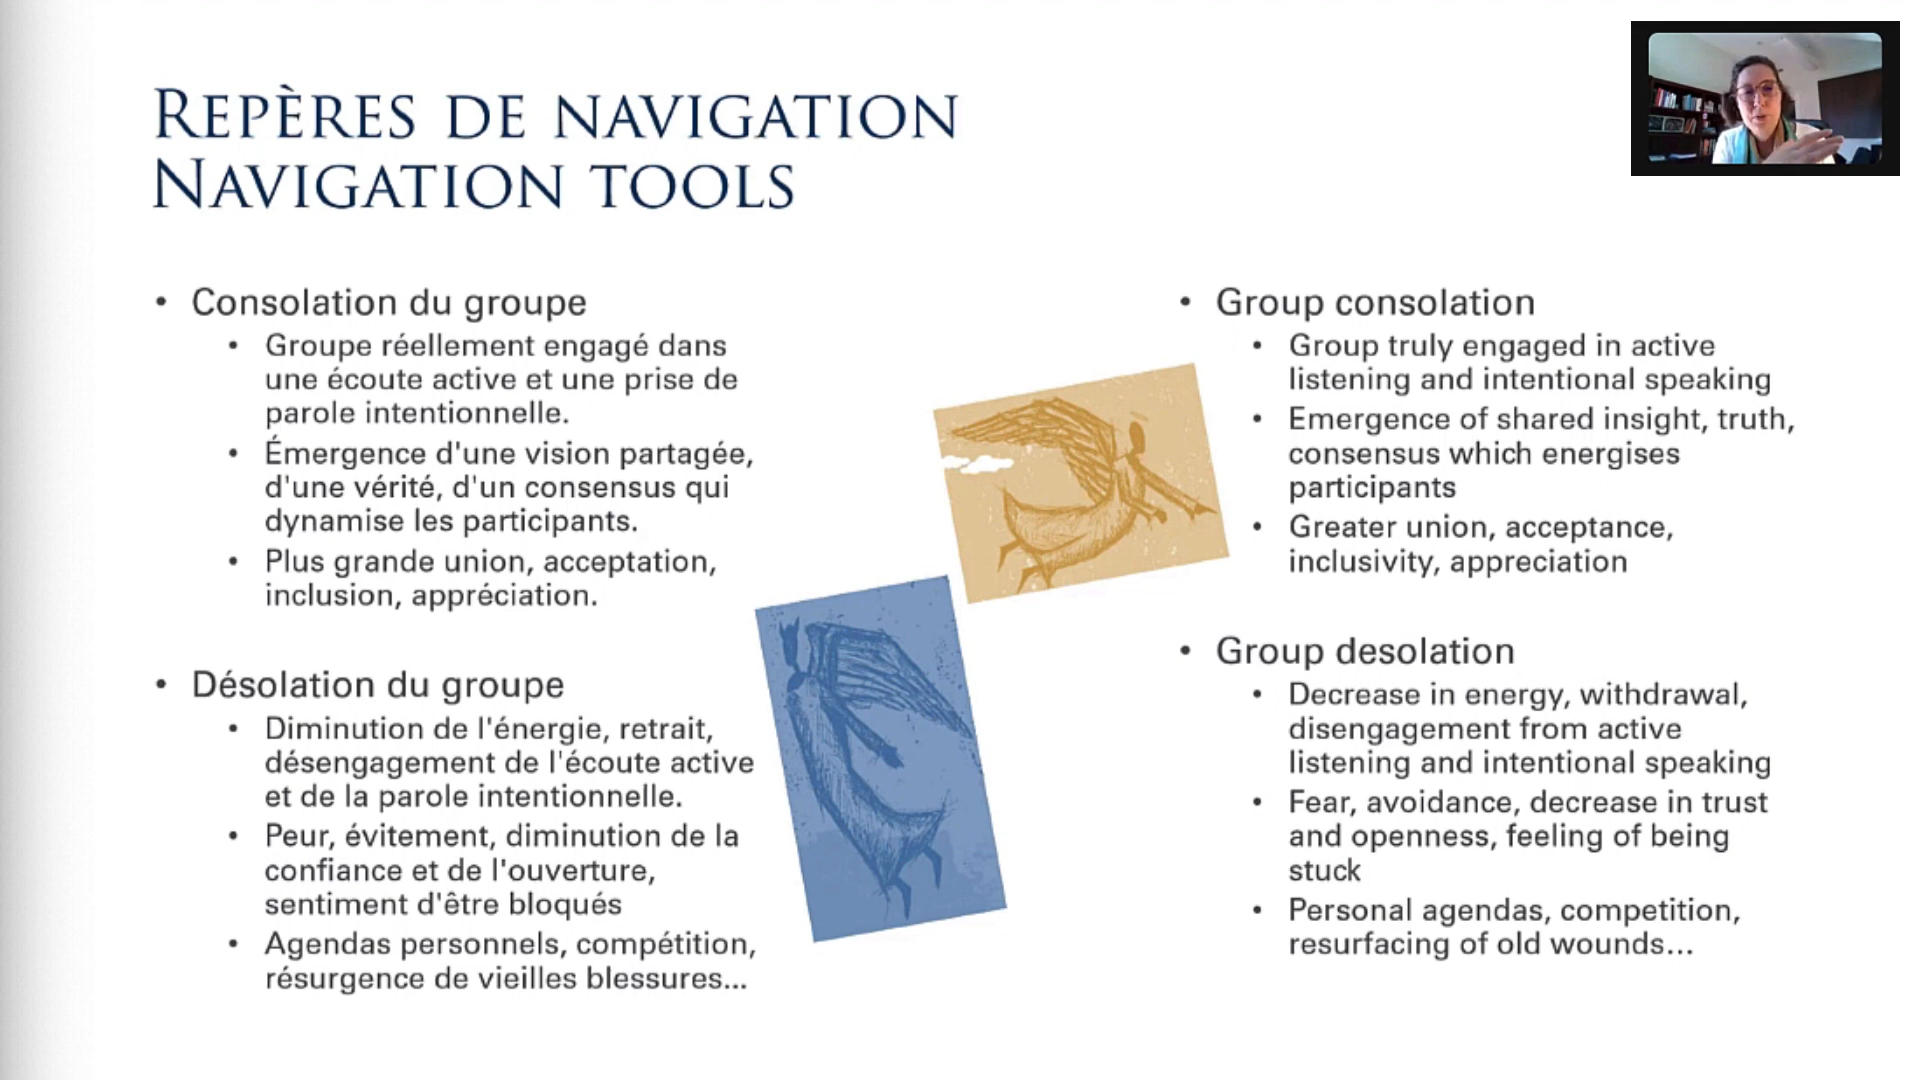 REPÈRES DE NAVIGATION
NAVIGATION TOOLS
• Consolation du groupe
• Groupe réellement engagé dans
une écoute active et une prise de
parole intentionnelle.
• Émergence d'une vision partagée,
d'une vérité, d'un consensus qui
dynamise les participants.
• Plus grande union, acceptation,
inclusion, appréciation.
• Désolation du groupe
• Diminution de l'énergie, retrait,
désengagement de l'écoute active
et de la parole intentionnelle.
• Peur, évitement, diminution de la
confiance et de l'ouverture,
sentiment d'être bloqués
• Agendas personnels, compétition,
résurgence de vieilles blessures...
• Group consolation
• Group truly engaged in active
listening and intentional speaking
• Emergence of shared insight, truth,
consensus which energises
participants
• Greater union, acceptance,
inclusivity, appreciation
• Group desolation
• Decrease in energy, withdrawal,
disengagement from active
listening and intentional speaking
• Fear, avoidance, decrease in trust
and openness, feeling of being
stuck
• Personal agendas, competition,
resurfacing of old wounds...